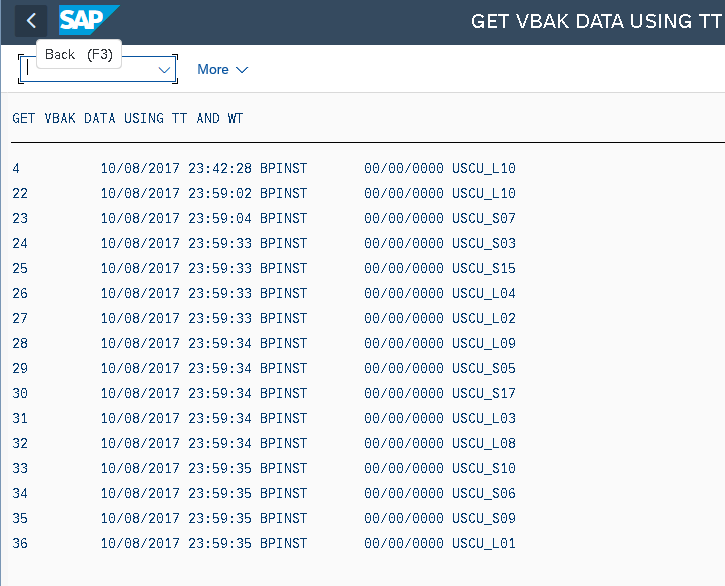 SAP
GET VBAK DATA USING TT
Back (F3)
More
GET VBAK DATA USING TT AND WT
4 10/08/2017 23:42:28 BPINST 00/00/0000 USCU_L10
22 10/08/2017 23:59:02 BPINST 00/00/0000 USCU_L10
23 10/08/2017 23:59:04 BPINST 00/00/0000 USCU_S07
24 10/08/2017 23:59:33 BPINST 00/00/0000 USCU_S03
25 10/08/2017 23:59:33 BPINST 00/00/0000 USCU_S15
26 10/08/2017 23:59:33 BPINST 00/00/0000 USCU_L04
27 10/08/2017 23:59:33 BPINST 00/00/0000 USCU_L02
28 10/08/2017 23:59:34 BPINST 00/00/0000 USCU_L09
29 10/08/2017 23:59:34 BPINST 00/00/0000 USCU_S05
30 10/08/2017 23:59:34 BPINST 00/00/0000 USCU_S17
31 10/08/2017 23:59:34 BPINST 00/00/0000 USCU_L03
32 10/08/2017 23:59:34 BPINST 00/00/0000 USCU_L08
33 10/08/2017 23:59:35 BPINST 00/00/0000 USCU_S10
34 10/08/2017 23:59:35 BPINST 00/00/0000 USCU_S06
35 10/08/2017 23:59:35 BPINST 00/00/0000 USCU_S09
36 10/08/2017 23:59:35 BPINST 00/00/0000 USCU_L01